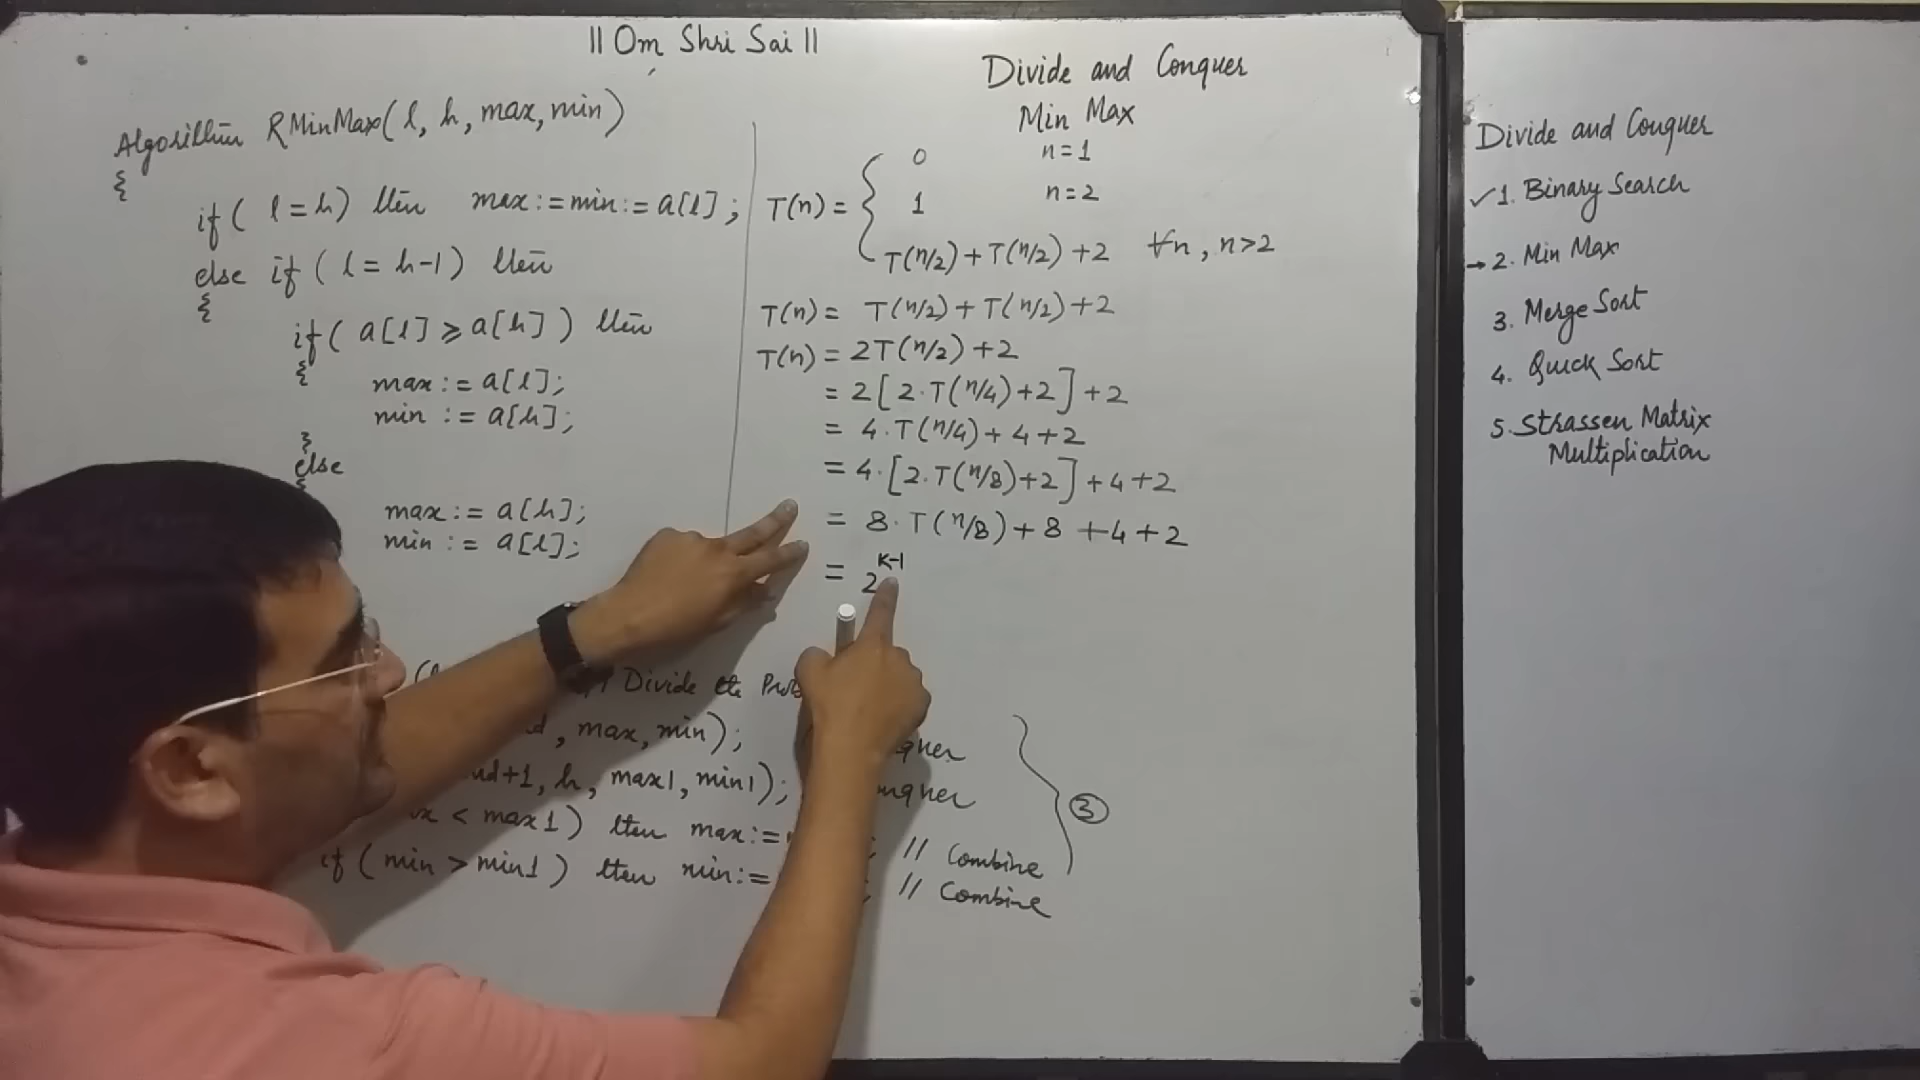 || Om Shri Sai ||
Algorithm RMinMax(l, h, max, min)
{
if( l = h) then max:=min:= a[l];
else if ( l = h-1) then
{
if( a[l] ≥ a[h] ) then
{
max := a[l];
min := a[h];
}
else
{
max := a[h];
min := a[l];
Divide the
, max, min);
+1, h, max1, min1);
< max1 ) then max:=
if ( min > min1 ) then min:=
// Combine
// Combine
3
Divide and Conquer
Min Max
T(n) = { 0 n=1
1 n=2
T(n/2) + T(n/2) + 2 ∀n, n>2
T(n) = T(n/2) + T(n/2) + 2
T(n) = 2T(n/2) + 2
= 2[2.T(n/4)+2] + 2
= 4.T(n/4) + 4 + 2
= 4.[2.T(n/8)+2] + 4 + 2
= 8.T(n/8) + 8 + 4 + 2
= 2^K-1
Divide and Conquer
✓1. Binary Search
→2. Min Max
3. Merge Sort
4. Quick Sort
5. Strassen Matrix
Multiplication